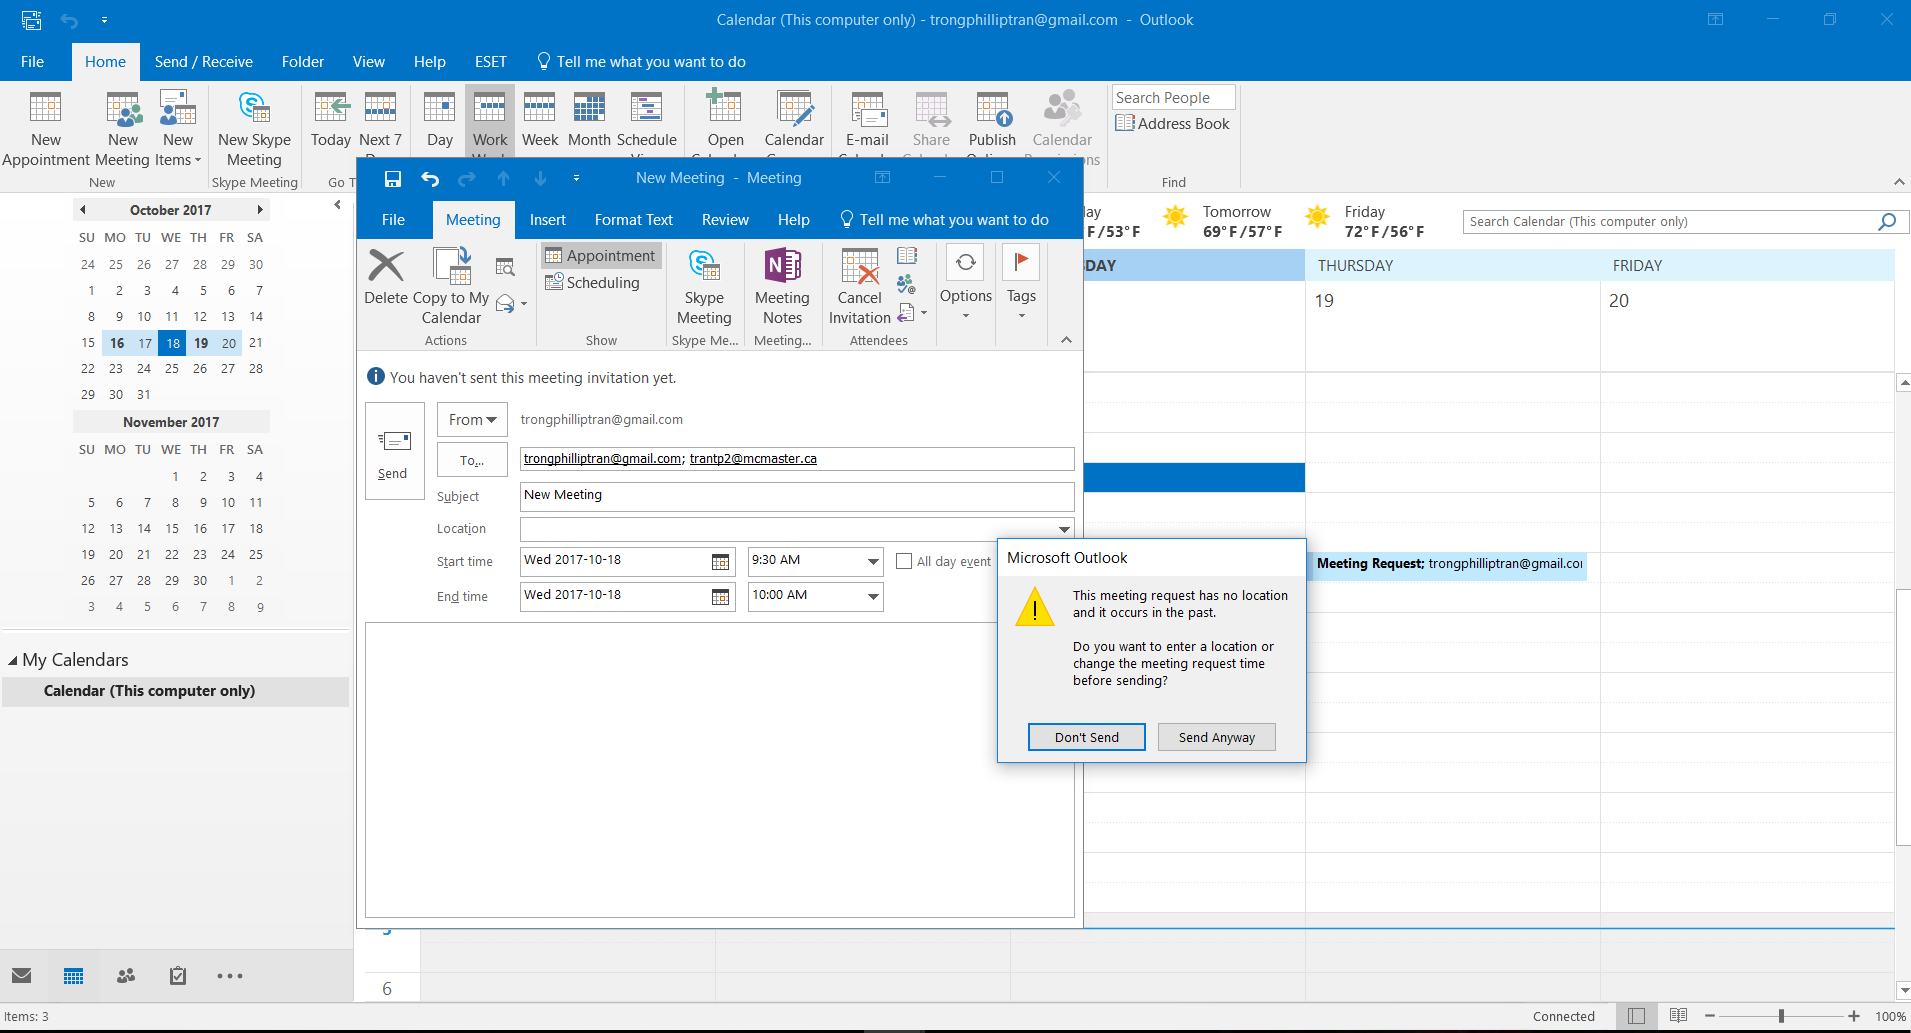 Calendar (This computer only) - trongphilliptran@gmail.com - Outlook
File Home Send / Receive Folder View Help ESET Tell me what you want to do
New Appointment
New Meeting
New Items
New Skype Meeting
Today
Next 7
Day
Work
Week
Month
Schedule
Open
Calendar
E-mail
Share
Publish
Calendar
Search People
Address Book
New
Skype Meeting
Go T
Find
October 2017
SU MO TU WE TH FR SA
24 25 26 27 28 29 30
1 2 3 4 5 6 7
8 9 10 11 12 13 14
15 16 17 18 19 20 21
22 23 24 25 26 27 28
29 30 31
November 2017
SU MO TU WE TH FR SA
1 2 3 4
5 6 7 8 9 10 11
12 13 14 15 16 17 18
19 20 21 22 23 24 25
26 27 28 29 30 1 2
3 4 5 6 7 8 9
My Calendars
Calendar (This computer only)
Items: 3
New Meeting - Meeting
File Meeting Insert Format Text Review Help Tell me what you want to do
Delete
Copy to My Calendar
Actions
Appointment
Scheduling
Show
Skype Meeting
Skype Me...
Meeting Notes
Meeting...
Cancel Invitation
Attendees
Options
Tags
You haven't sent this meeting invitation yet.
Send
From trongphilliptran@gmail.com
To... trongphilliptran@gmail.com; trantp2@mcmaster.ca
Subject New Meeting
Location
Start time Wed 2017-10-18 9:30 AM All day event
End time Wed 2017-10-18 10:00 AM
Microsoft Outlook
This meeting request has no location
and it occurs in the past.
Do you want to enter a location or
change the meeting request time
before sending?
Don't Send Send Anyway
ay
F/53°F
Tomorrow
69°F/57°F
Friday
72°F/56°F
Search Calendar (This computer only)
DAY THURSDAY FRIDAY
19 20
Meeting Request; trongphilliptran@gmail.co
6
Connected
100%